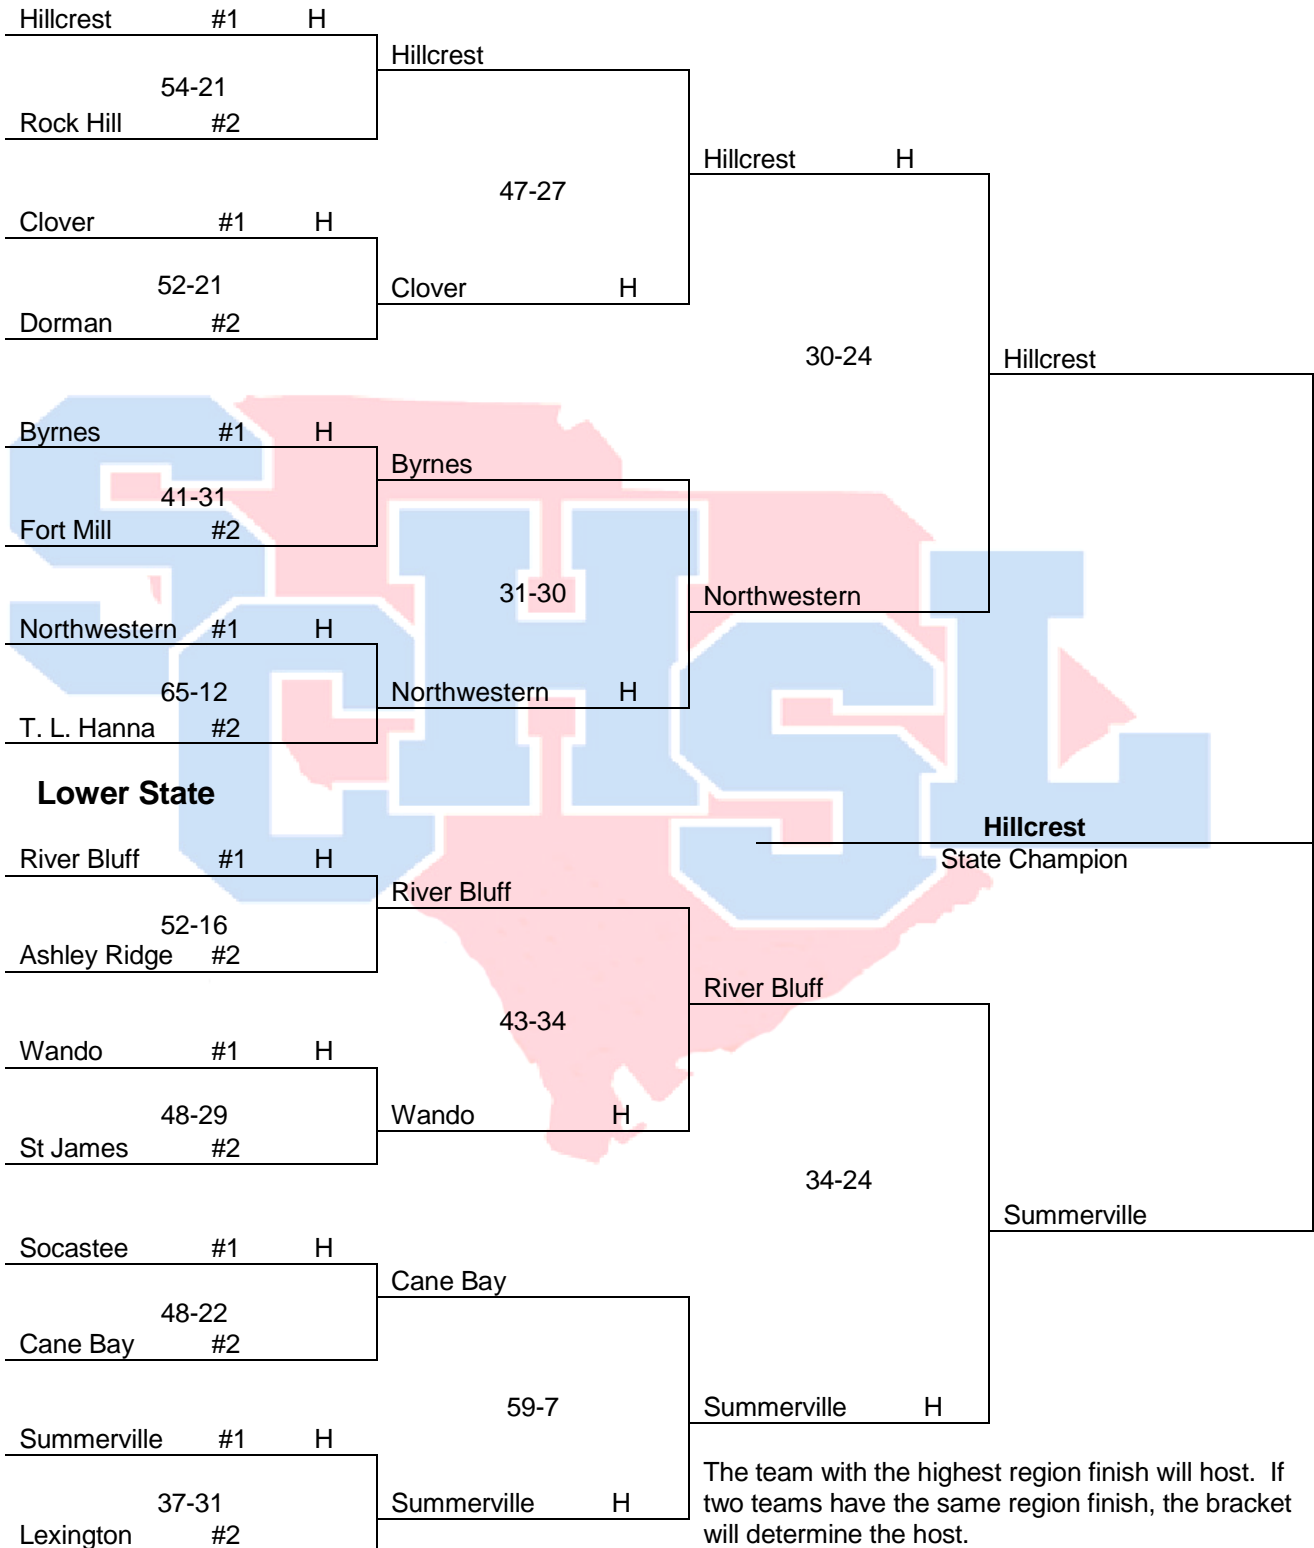 Hillcrest #1 H
Hillcrest
54-21
Rock Hill #2
Hillcrest H
47-27
Clover #1 H
52-21
Clover H
Dorman #2
30-24
Hillcrest
Byrnes #1 H
Byrnes
41-31
Fort Mill #2
31-30
Northwestern
Northwestern #1 H
65-12
Northwestern H
T. L. Hanna #2
SCHSL
Lower State
Hillcrest
State Champion
River Bluff #1 H
River Bluff
52-16
Ashley Ridge #2
River Bluff
43-34
Wando #1 H
48-29
Wando H
St James #2
34-24
Summerville
Socastee #1 H
Cane Bay
48-22
Cane Bay #2
59-7
Summerville H
Summerville #1 H
37-31
Summerville H
Lexington #2
The team with the highest region finish will host. If
two teams have the same region finish, the bracket
will determine the host.